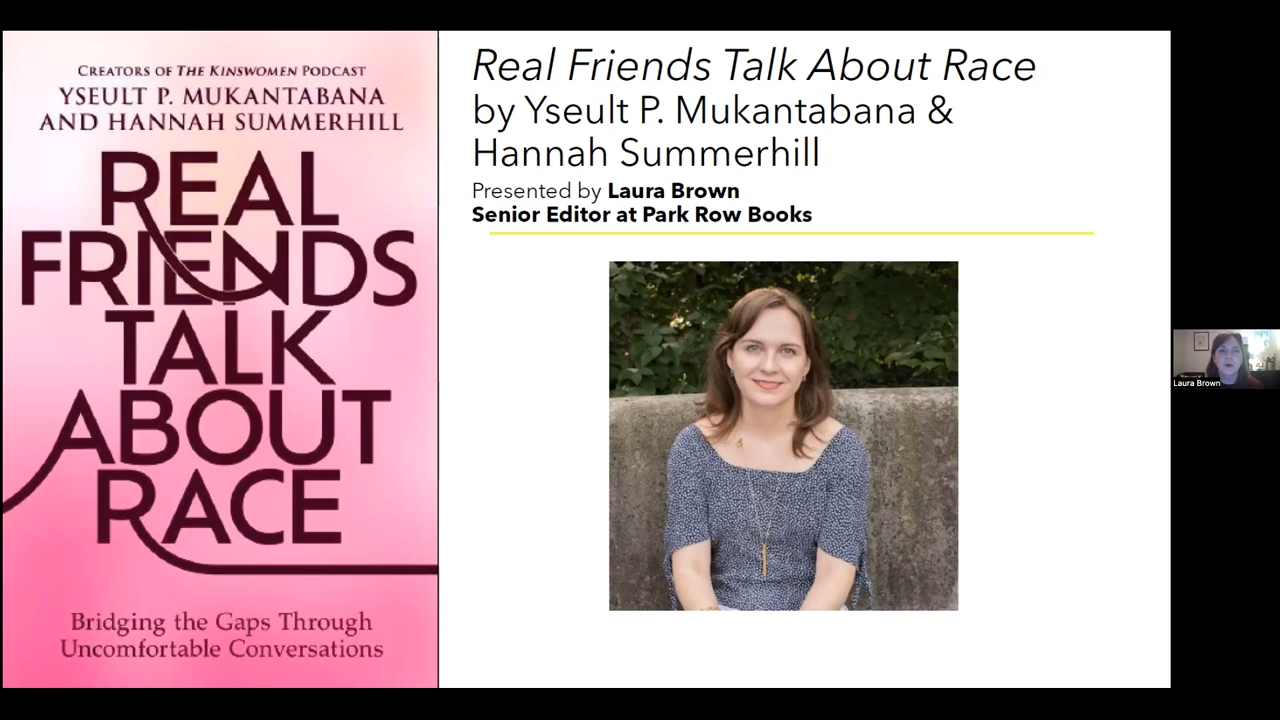 CREATORS OF THE KINSWOMEN PODCAST
YSEULT P. MUKANTABANA
AND HANNAH SUMMERHILL
REAL
FRIENDS
TALK
ABOUT
RACE
Bridging the Gaps Through
Uncomfortable Conversations
Real Friends Talk About Race
by Yseult P. Mukantabana &
Hannah Summerhill
Presented by Laura Brown
Senior Editor at Park Row Books
Laura Brown